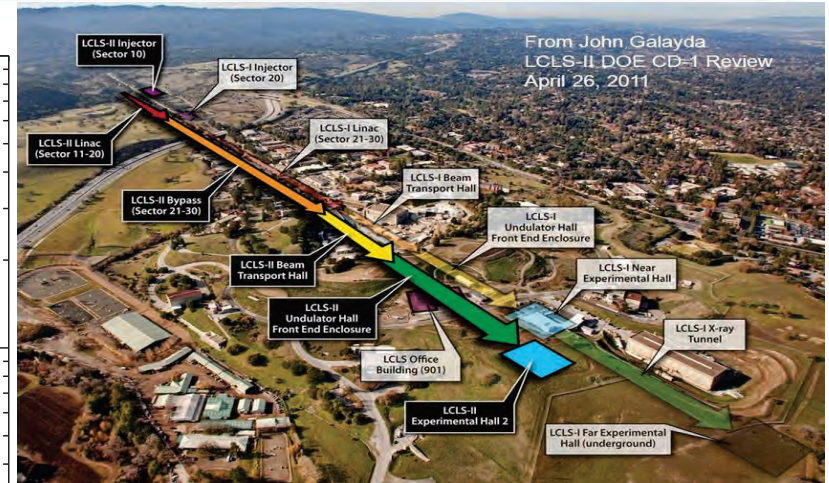 From John Galayda
LCLS-II DOE CD-1 Review
April 26, 2011
LCLS-II Injector
(Sector 10)
LCLS-I Injector
(Sector 20)
LCLS-II Linac
(Sector 11-20)
LCLS-I Linac
(Sector 21-30)
LCLS-II Bypass
(Sector 21-30)
LCLS-I Beam
Transport Hall
LCLS-I
Undulator Hall
Front End Enclosure
LCLS-II Beam
Transport Hall
LCLS-I Near
Experimental Hall
LCLS-II
Undulator Hall
Front End Enclosure
LCLS-I X-ray
Tunnel
LCLS Office
Building (901)
LCLS-II
Experimental Hall 2
LCLS-I Far Experimental
Hall (underground)